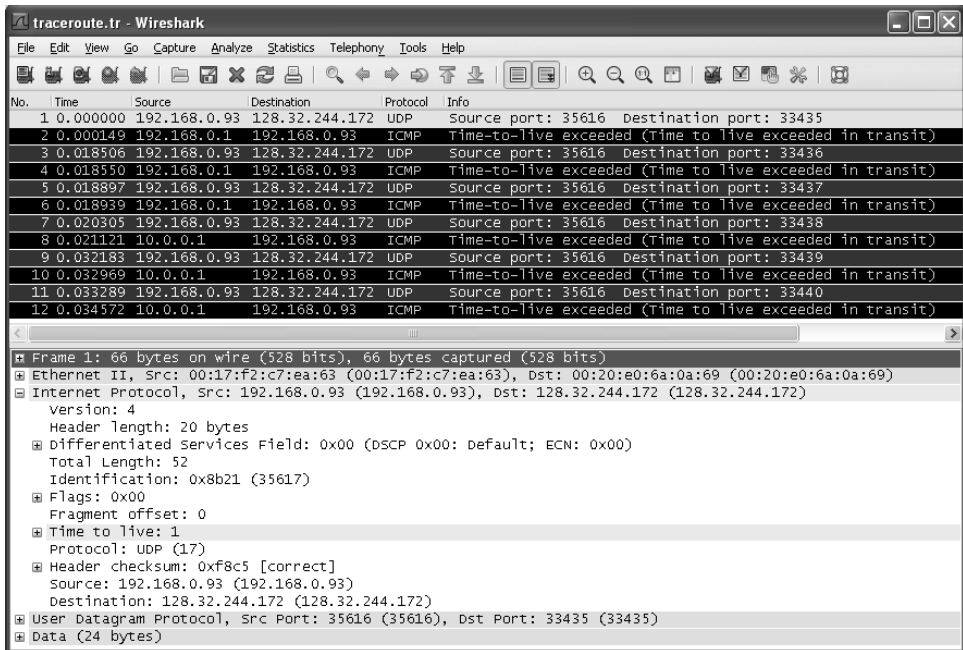 traceroute.tr - Wireshark
File Edit View Go Capture Analyze Statistics Telephony Tools Help
No. Time Source Destination Protocol Info
1 0.000000 192.168.0.93 128.32.244.172 UDP Source port: 35616 Destination port: 33435
2 0.000149 192.168.0.1 192.168.0.93 ICMP Time-to-live exceeded (Time to live exceeded in transit)
3 0.018506 192.168.0.93 128.32.244.172 UDP Source port: 35616 Destination port: 33436
4 0.018550 192.168.0.1 192.168.0.93 ICMP Time-to-live exceeded (Time to live exceeded in transit)
5 0.018897 192.168.0.93 128.32.244.172 UDP Source port: 35616 Destination port: 33437
6 0.018939 192.168.0.1 192.168.0.93 ICMP Time-to-live exceeded (Time to live exceeded in transit)
7 0.020305 192.168.0.93 128.32.244.172 UDP Source port: 35616 Destination port: 33438
8 0.021121 10.0.0.1 192.168.0.93 ICMP Time-to-live exceeded (Time to live exceeded in transit)
9 0.032183 192.168.0.93 128.32.244.172 UDP Source port: 35616 Destination port: 33439
10 0.032969 10.0.0.1 192.168.0.93 ICMP Time-to-live exceeded (Time to live exceeded in transit)
11 0.033289 192.168.0.93 128.32.244.172 UDP Source port: 35616 Destination port: 33440
12 0.034572 10.0.0.1 192.168.0.93 ICMP Time-to-live exceeded (Time to live exceeded in transit)
Frame 1: 66 bytes on wire (528 bits), 66 bytes captured (528 bits)
Ethernet II, Src: 00:17:f2:c7:ea:63 (00:17:f2:c7:ea:63), Dst: 00:20:e0:6a:0a:69 (00:20:e0:6a:0a:69)
Internet Protocol, Src: 192.168.0.93 (192.168.0.93), Dst: 128.32.244.172 (128.32.244.172)
Version: 4
Header length: 20 bytes
Differentiated Services Field: 0x00 (DSCP 0x00: Default; ECN: 0x00)
Total Length: 52
Identification: 0x8b21 (35617)
Flags: 0x00
Fragment offset: 0
Time to live: 1
Protocol: UDP (17)
Header checksum: 0xf8c5 [correct]
Source: 192.168.0.93 (192.168.0.93)
Destination: 128.32.244.172 (128.32.244.172)
User Datagram Protocol, Src Port: 35616 (35616), Dst Port: 33435 (33435)
Data (24 bytes)